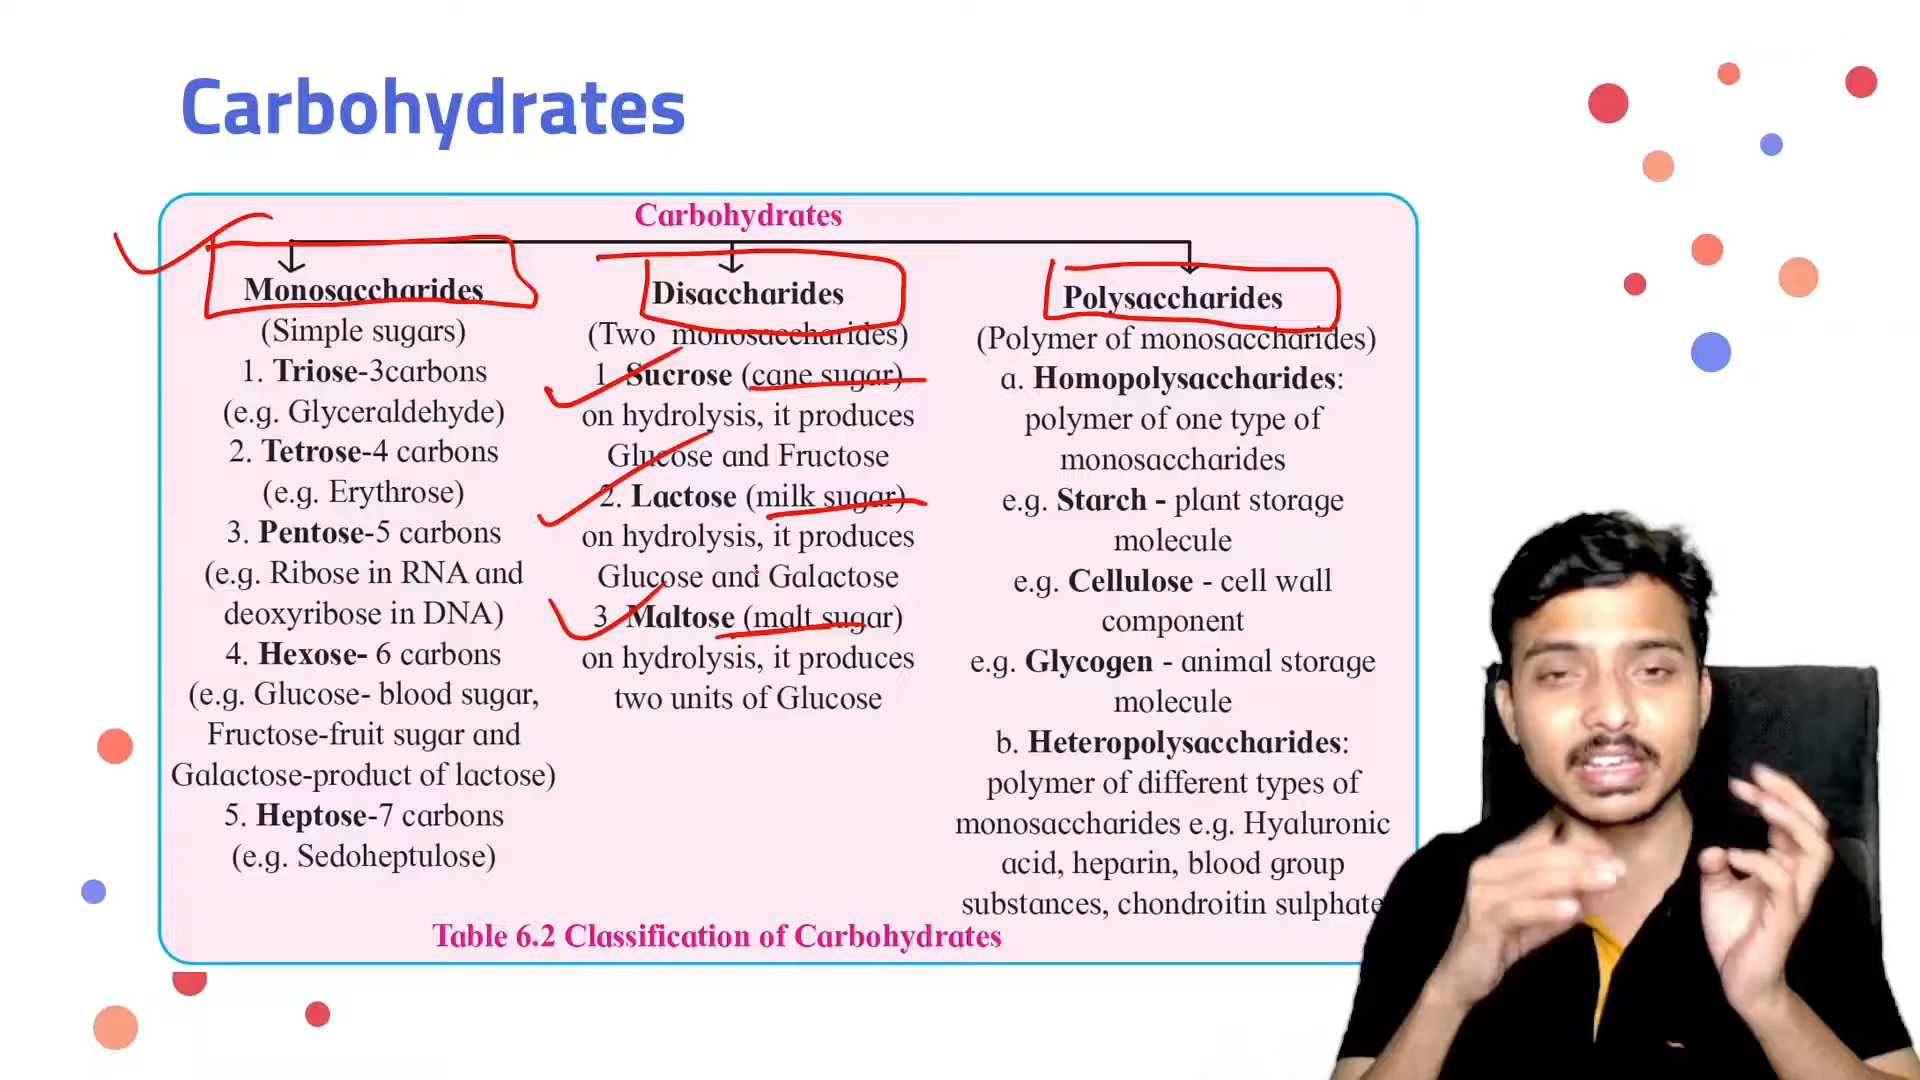 Carbohydrates
Carbohydrates
Monosaccharides
(Simple sugars)
1. Triose-3carbons
(e.g. Glyceraldehyde)
2. Tetrose-4 carbons
(e.g. Erythrose)
3. Pentose-5 carbons
(e.g. Ribose in RNA and
deoxyribose in DNA)
4. Hexose- 6 carbons
(e.g. Glucose- blood sugar,
Fructose-fruit sugar and
Galactose-product of lactose)
5. Heptose-7 carbons
(e.g. Sedoheptulose)
Disaccharides
(Two monosaccharides)
1. Sucrose (cane sugar)
on hydrolysis, it produces
Glucose and Fructose
2. Lactose (milk sugar)
on hydrolysis, it produces
Glucose and Galactose
3. Maltose (malt sugar)
on hydrolysis, it produces
two units of Glucose
Polysaccharides
(Polymer of monosaccharides)
a. Homopolysaccharides:
polymer of one type of
monosaccharides
e.g. Starch - plant storage
molecule
e.g. Cellulose - cell wall
component
e.g. Glycogen - animal storage
molecule
b. Heteropolysaccharides:
polymer of different types of
monosaccharides e.g. Hyaluronic
acid, heparin, blood group
substances, chondroitin sulphate
Table 6.2 Classification of Carbohydrates